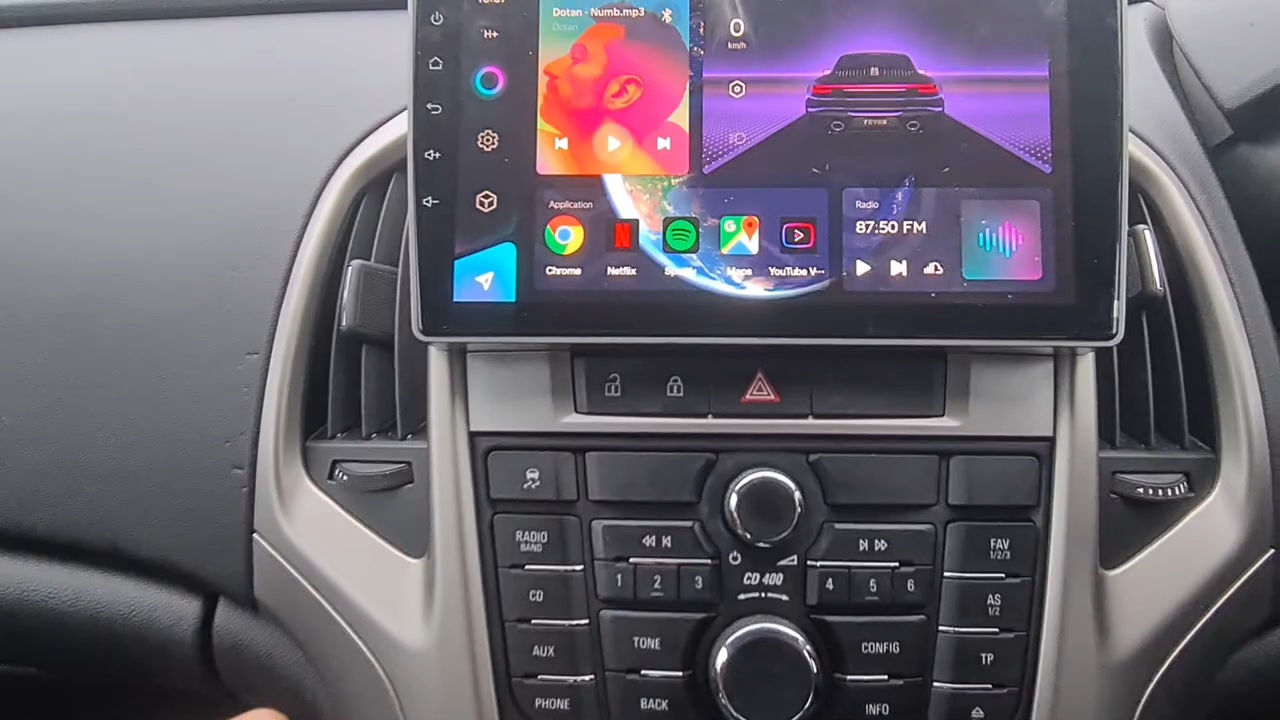 H+
Dotan - Numb.mp3
Dotan
0
km/h
TEYES
Application
Chrome
Netflix
Maps
YouTube V...
Radio
87:50 FM
RADIO
BAND
CD
AUX
PHONE
1 2 3
TONE
BACK
CD 400
4 5 6
CONFIG
INFO
FAV
1/2/3
AS
1/2
TP